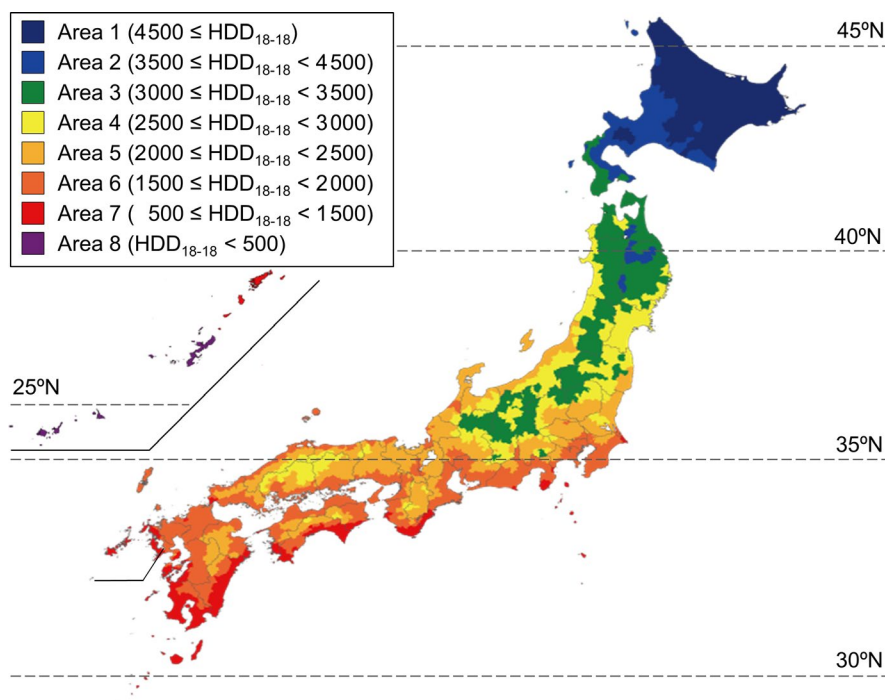 Area 1 (4500 ≤ HDD18-18)
Area 2 (3500 ≤ HDD18-18 < 4500)
Area 3 (3000 ≤ HDD18-18 < 3500)
Area 4 (2500 ≤ HDD18-18 < 3000)
Area 5 (2000 ≤ HDD18-18 < 2500)
Area 6 (1500 ≤ HDD18-18 < 2000)
Area 7 ( 500 ≤ HDD18-18 < 1500)
Area 8 (HDD18-18 < 500)
45ºN
40ºN
25ºN
35ºN
30ºN